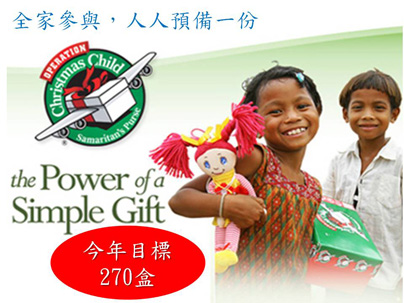 全家參與，人人預備一份
OPERATION
Christmas Child
Samaritan's Purse
®
the Power of a
Simple Gift
今年目標
270盒